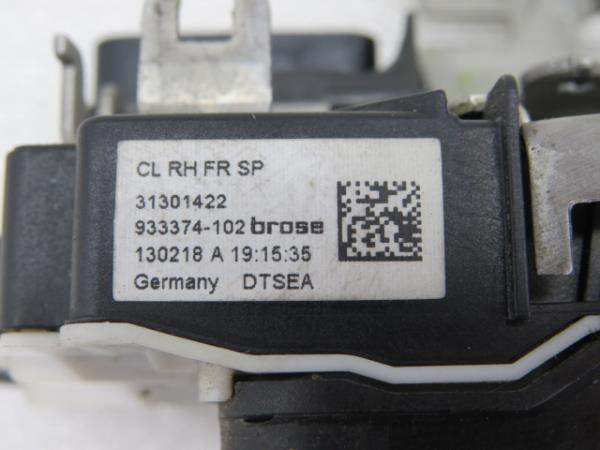 CL RH FR SP
31301422
933374-102 brose
130218 A 19:15:35
Germany DTSEA